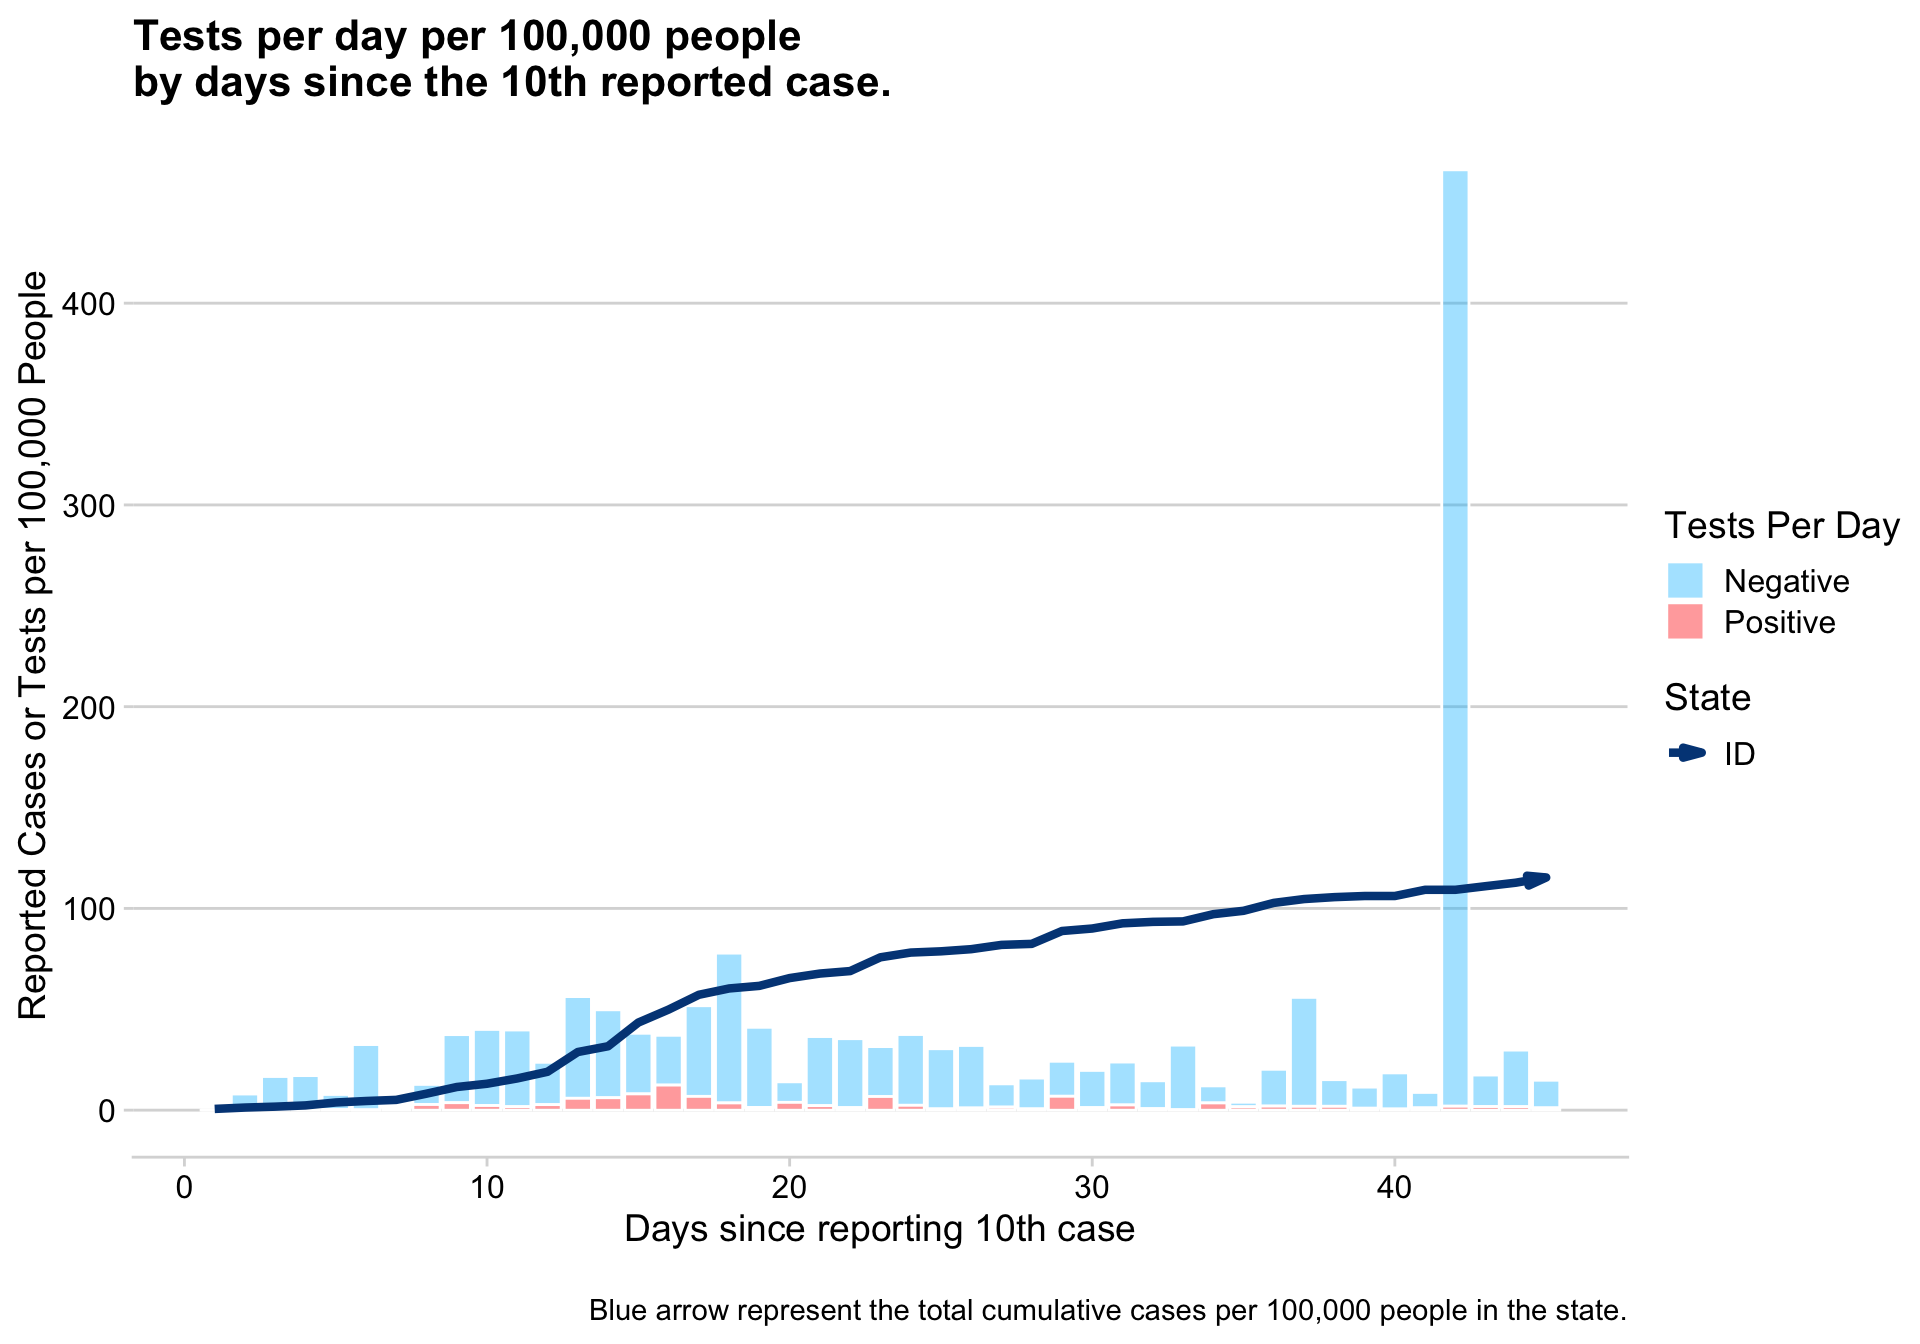 Tests per day per 100,000 people
by days since the 10th reported case.
Reported Cases or Tests per 100,000 People
400
300
200
100
0
0
10
20
30
40
Days since reporting 10th case
Tests Per Day
Negative
Positive
State
ID
Blue arrow represent the total cumulative cases per 100,000 people in the state.